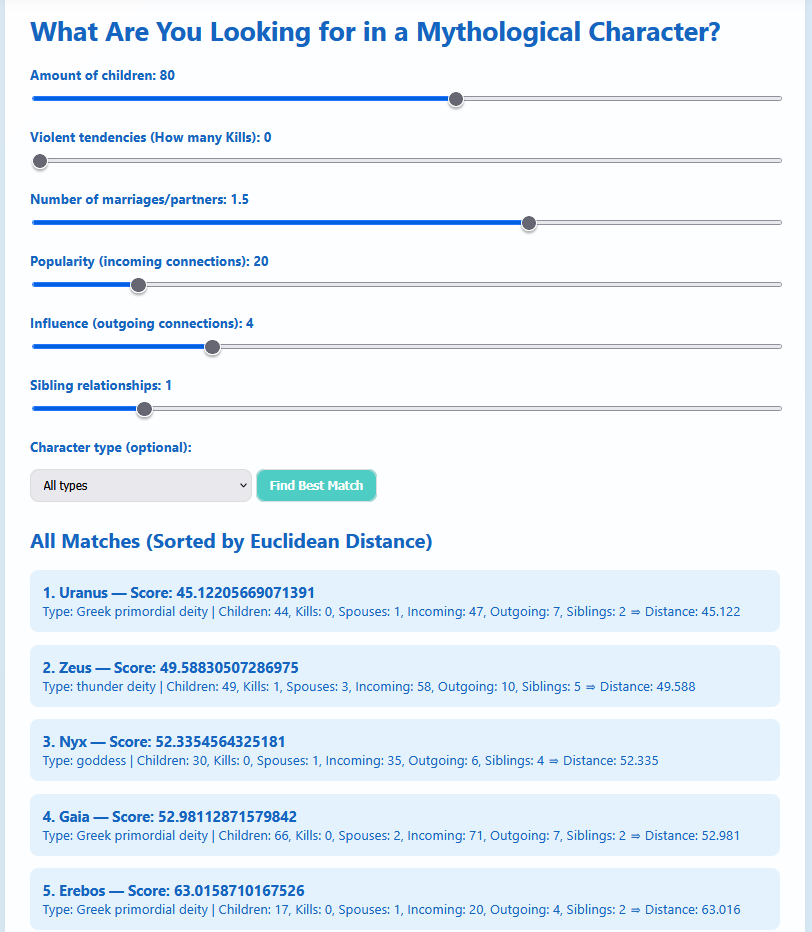 What Are You Looking for in a Mythological Character?
Amount of children: 80
Violent tendencies (How many Kills): 0
Number of marriages/partners: 1.5
Popularity (incoming connections): 20
Influence (outgoing connections): 4
Sibling relationships: 1
Character type (optional):
All types
Find Best Match
All Matches (Sorted by Euclidean Distance)
1. Uranus — Score: 45.12205669071391
Type: Greek primordial deity | Children: 44, Kills: 0, Spouses: 1, Incoming: 47, Outgoing: 7, Siblings: 2 ⇒ Distance: 45.122
2. Zeus — Score: 49.58830507286975
Type: thunder deity | Children: 49, Kills: 1, Spouses: 3, Incoming: 58, Outgoing: 10, Siblings: 5 ⇒ Distance: 49.588
3. Nyx — Score: 52.3354564325181
Type: goddess | Children: 30, Kills: 0, Spouses: 1, Incoming: 35, Outgoing: 6, Siblings: 4 ⇒ Distance: 52.335
4. Gaia — Score: 52.98112871579842
Type: Greek primordial deity | Children: 66, Kills: 0, Spouses: 2, Incoming: 71, Outgoing: 7, Siblings: 2 ⇒ Distance: 52.981
5. Erebos — Score: 63.0158710167526
Type: Greek primordial deity | Children: 17, Kills: 0, Spouses: 1, Incoming: 20, Outgoing: 4, Siblings: 2 ⇒ Distance: 63.016